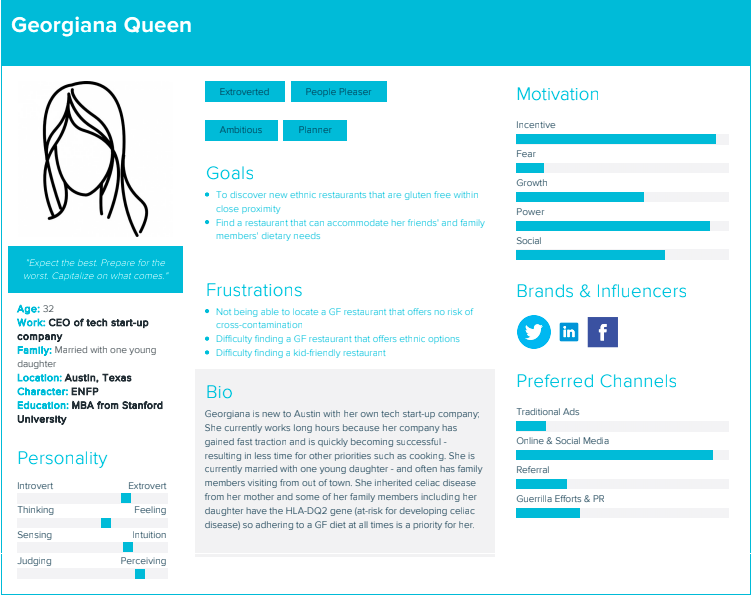 Georgiana Queen
"Expect the best. Prepare for the
worst. Capitalize on what comes."
Age: 32
Work: CEO of tech start-up
company
Family: Married with one young
daughter
Location: Austin, Texas
Character: ENFP
Education: MBA from Stanford
University
Personality
Introvert Extrovert
Thinking Feeling
Sensing Intuition
Judging Perceiving
Extroverted People Pleaser
Ambitious Planner
Goals
To discover new ethnic restaurants that are gluten free within
close proximity
Find a restaurant that can accommodate her friends' and family
members' dietary needs
Frustrations
Not being able to locate a GF restaurant that offers no risk of
cross-contamination
Difficulty finding a GF restaurant that offers ethnic options
Difficulty finding a kid-friendly restaurant
Bio
Georgiana is new to Austin with her own tech start-up company;
She currently works long hours because her company has
gained fast traction and is quickly becoming successful -
resulting in less time for other priorities such as cooking. She is
currently married with one young daughter - and often has family
members visiting from out of town. She inherited celiac disease
from her mother and some of her family members including her
daughter have the HLA-DQ2 gene (at-risk for developing celiac
disease) so adhering to a GF diet at all times is a priority for her.
Motivation
Incentive
Fear
Growth
Power
Social
Brands & Influencers
in f
Preferred Channels
Traditional Ads
Online & Social Media
Referral
Guerrilla Efforts & PR